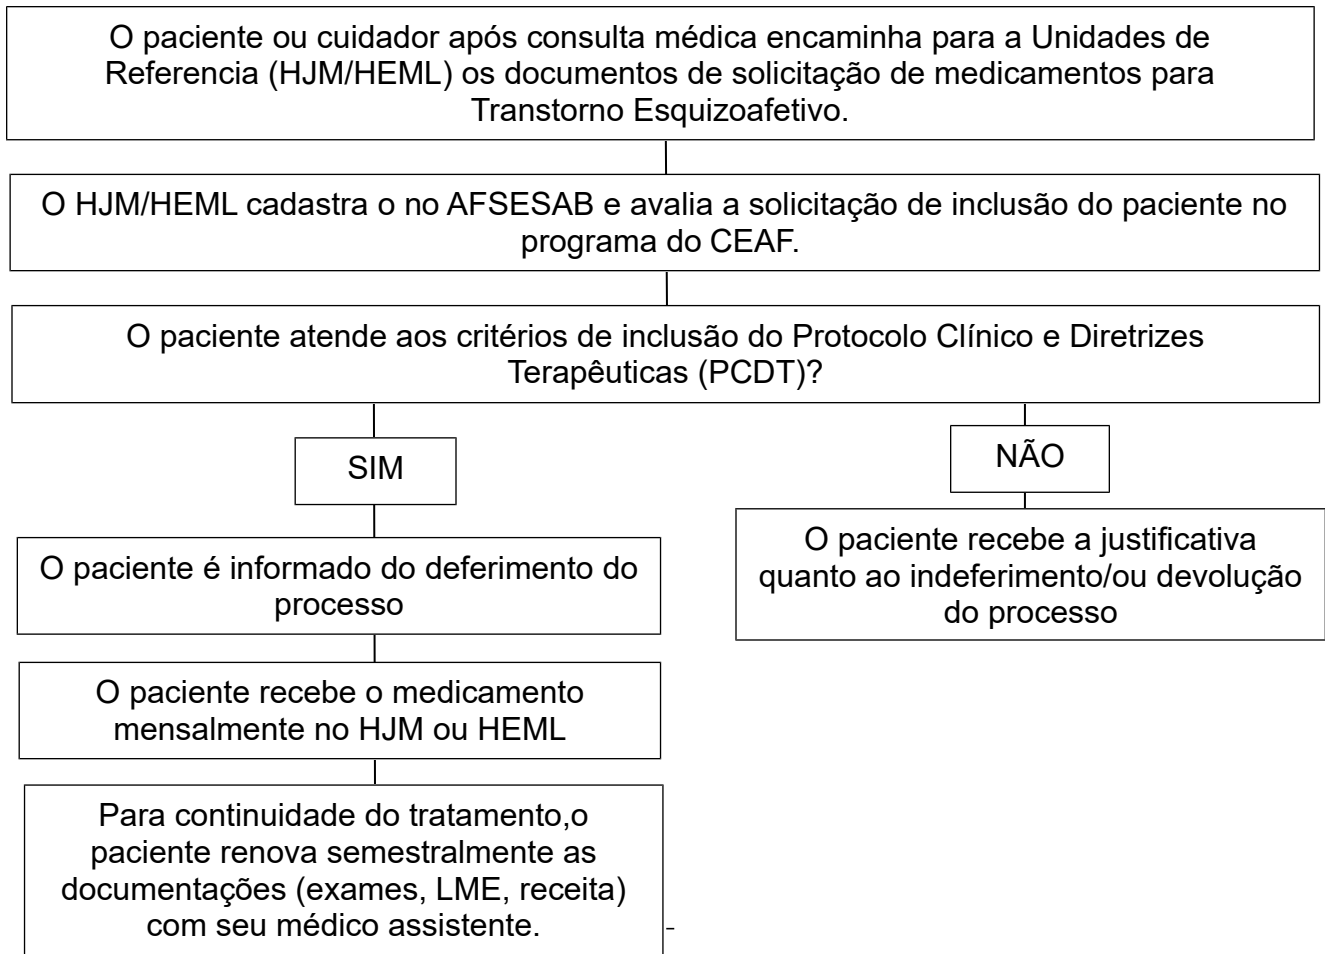 O paciente ou cuidador após consulta médica encaminha para a Unidades de
Referencia (HJM/HEML) os documentos de solicitação de medicamentos para
Transtorno Esquizoafetivo.
O HJM/HEML cadastra o no AFSESAB e avalia a solicitação de inclusão do paciente no
programa do CEAF.
O paciente atende aos critérios de inclusão do Protocolo Clínico e Diretrizes
Terapêuticas (PCDT)?
SIM
NÃO
O paciente é informado do deferimento do
processo
O paciente recebe a justificativa
quanto ao indeferimento/ou devolução
do processo
O paciente recebe o medicamento
mensalmente no HJM ou HEML
Para continuidade do tratamento,o
paciente renova semestralmente as
documentações (exames, LME, receita)
com seu médico assistente.